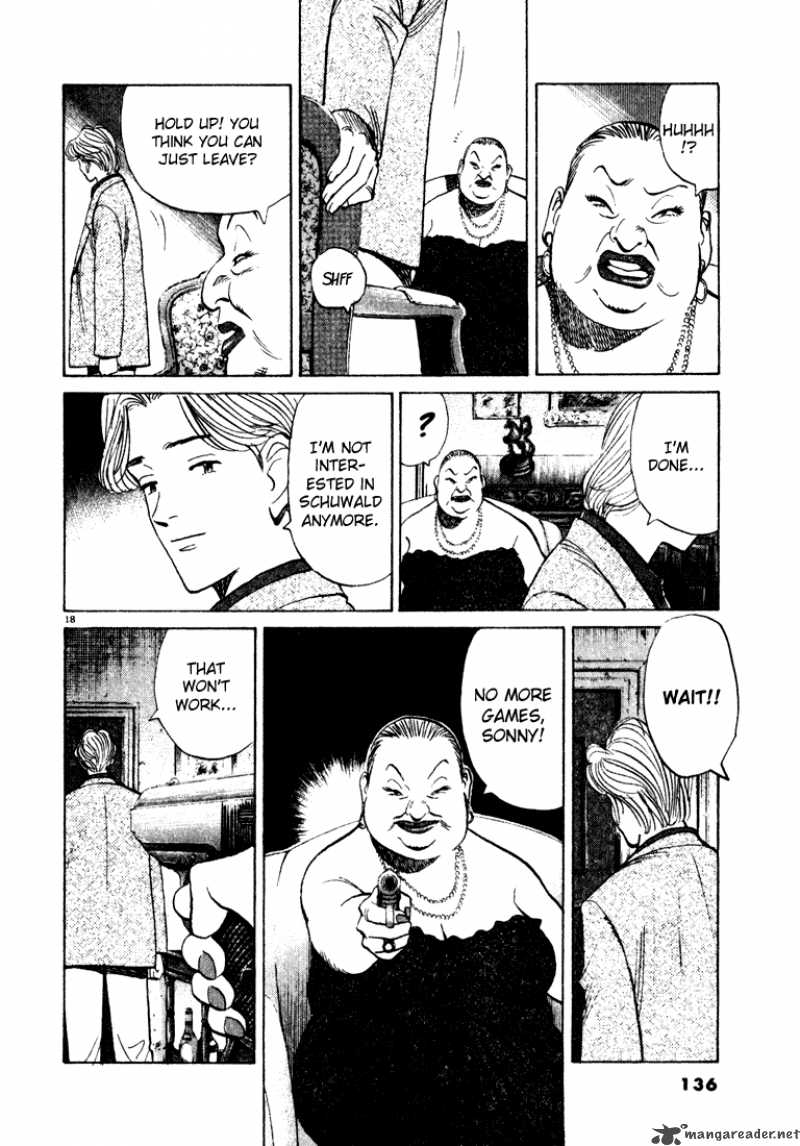 HUHHH
!?
SHFF
HOLD UP! YOU
THINK YOU CAN
JUST LEAVE?
I'M
DONE...
?
I'M NOT
INTER-
ESTED IN
SCHUWALD
ANYMORE.
18
WAIT!!
NO MORE
GAMES,
SONNY!
THAT
WON'T
WORK...
136
mangareader.net